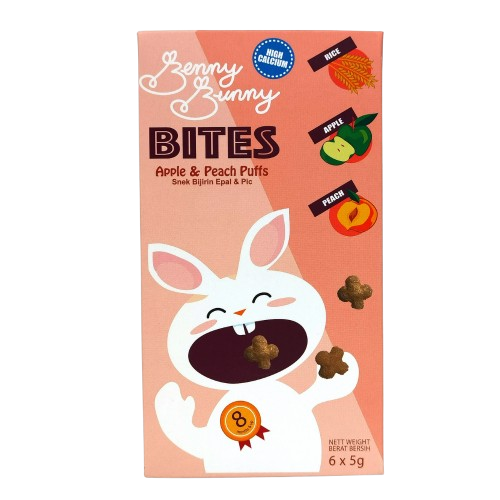 Benny
Bunny
HIGH
CALCIUM
RICE
BITES
Apple & Peach Puffs
Snek Bijirin Epal & Pic
APPLE
PEACH
8
NETT WEIGHT
BERAT BERSIH
6 x 5g